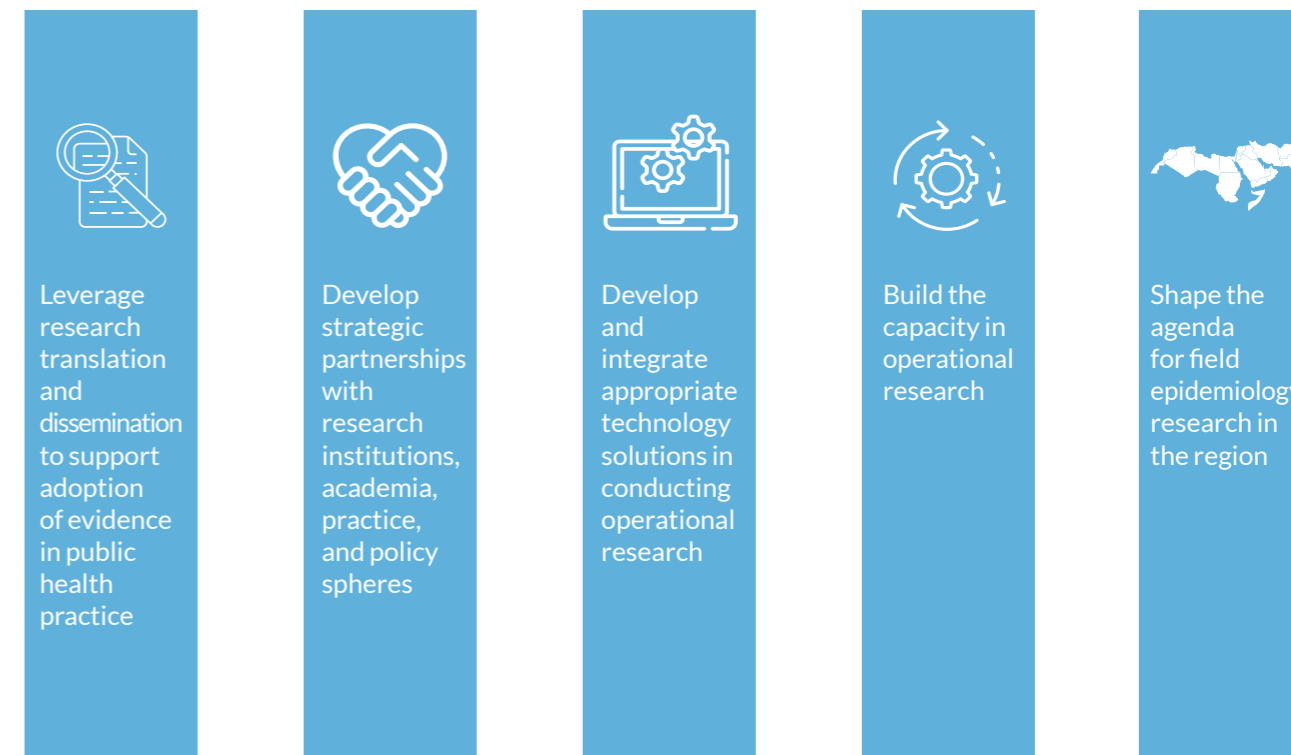 Leverage
research
translation
and
dissemination
to support
adoption
of evidence
in public
health
practice
Develop
strategic
partnerships
with
research
institutions,
academia,
practice,
and policy
spheres
Develop
and
integrate
appropriate
technology
solutions in
conducting
operational
research
Build the
capacity in
operational
research
Shape the
agenda
for field
epidemiology
research in
the region